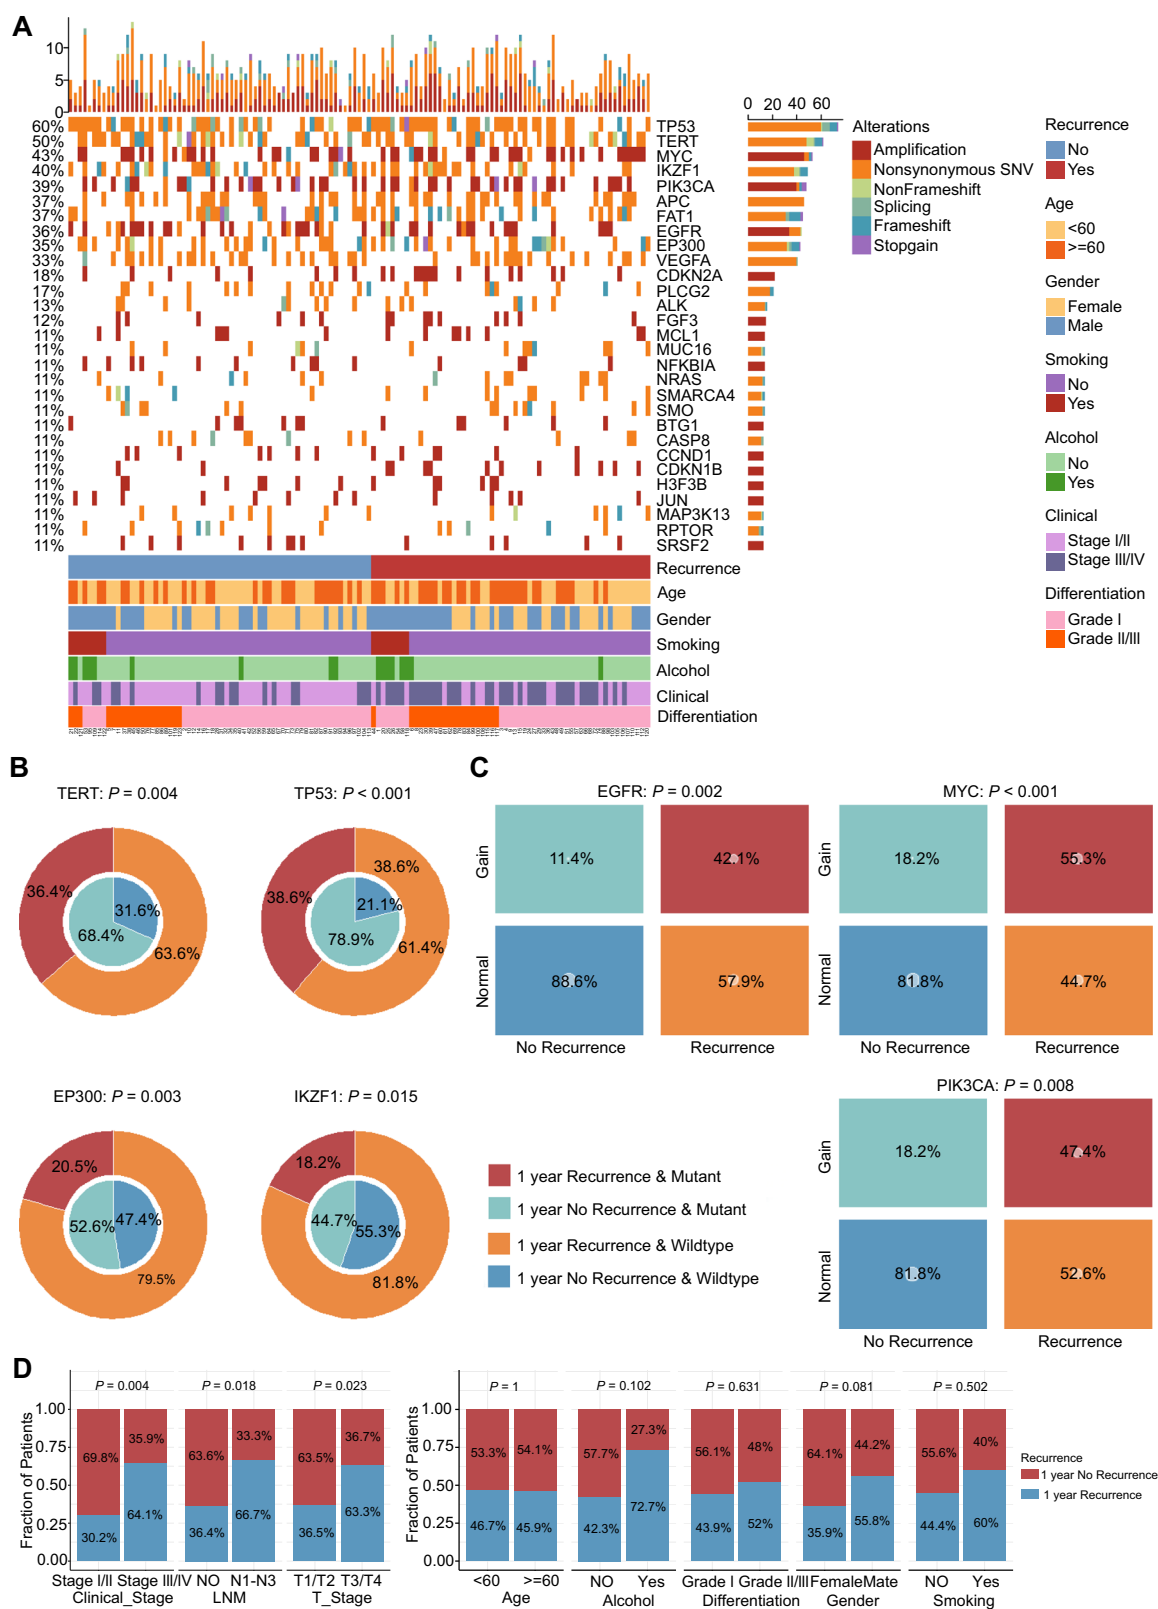 A
10
5
0
0 20 40 60
60% TP53
50% TERT
43% MYC
40% IKZF1
39% PIK3CA
37% APC
37% FAT1
36% EGFR
35% EP300
33% VEGFA
18% CDKN2A
17% PLCG2
13% ALK
12% FGF3
11% MCL1
11% MUC16
11% NFKBIA
11% NRAS
11% SMARCA4
11% SMO
11% BTG1
11% CASP8
11% CCND1
11% CDKN1B
11% H3F3B
11% JUN
11% MAP3K13
11% RPTOR
11% SRSF2
Recurrence
Age
Gender
Smoking
Alcohol
Clinical
Differentiation
Alterations
Amplification
Nonsynonymous SNV
NonFrameshift
Splicing
Frameshift
Stopgain
Recurrence
No
Yes
Age
<60
>=60
Gender
Female
Male
Smoking
No
Yes
Alcohol
No
Yes
Clinical
Stage I/II
Stage III/IV
Differentiation
Grade I
Grade II/III
B
TERT: P = 0.004
36.4%
31.6%
68.4%
63.6%
TP53: P < 0.001
38.6%
38.6%
21.1%
78.9%
61.4%
EP300: P = 0.003
20.5%
52.6% 47.4%
79.5%
IKZF1: P = 0.015
18.2%
44.7% 55.3%
81.8%
1 year Recurrence & Mutant
1 year No Recurrence & Mutant
1 year Recurrence & Wildtype
1 year No Recurrence & Wildtype
C
EGFR: P = 0.002
Gain 11.4% 42.1%
Normal 88.6% 57.9%
No Recurrence Recurrence
MYC: P < 0.001
Gain 18.2% 55.3%
Normal 81.8% 44.7%
No Recurrence Recurrence
PIK3CA: P = 0.008
Gain 18.2% 47.4%
Normal 81.8% 52.6%
No Recurrence Recurrence
D
Fraction of Patients
1.00
0.75
0.50
0.25
0.00
P = 0.004 P = 0.018 P = 0.023
69.8% 35.9% 63.6% 33.3% 63.5% 36.7%
30.2% 64.1% 36.4% 66.7% 36.5% 63.3%
Stage I/II Stage III/IV NO N1-N3 T1/T2 T3/T4
Clinical_Stage LNM T_Stage
Fraction of Patients
1.00
0.75
0.50
0.25
0.00
P = 1 P = 0.102 P = 0.631 P = 0.081 P = 0.502
53.3% 54.1% 57.7% 27.3% 56.1% 48% 64.1% 44.2% 55.6% 40%
46.7% 45.9% 42.3% 72.7% 43.9% 52% 35.9% 55.8% 44.4% 60%
<60 >=60 NO Yes Grade I Grade II/III FemaleMate NO Yes
Age Alcohol Differentiation Gender Smoking
Recurrence
1 year No Recurrence
1 year Recurrence